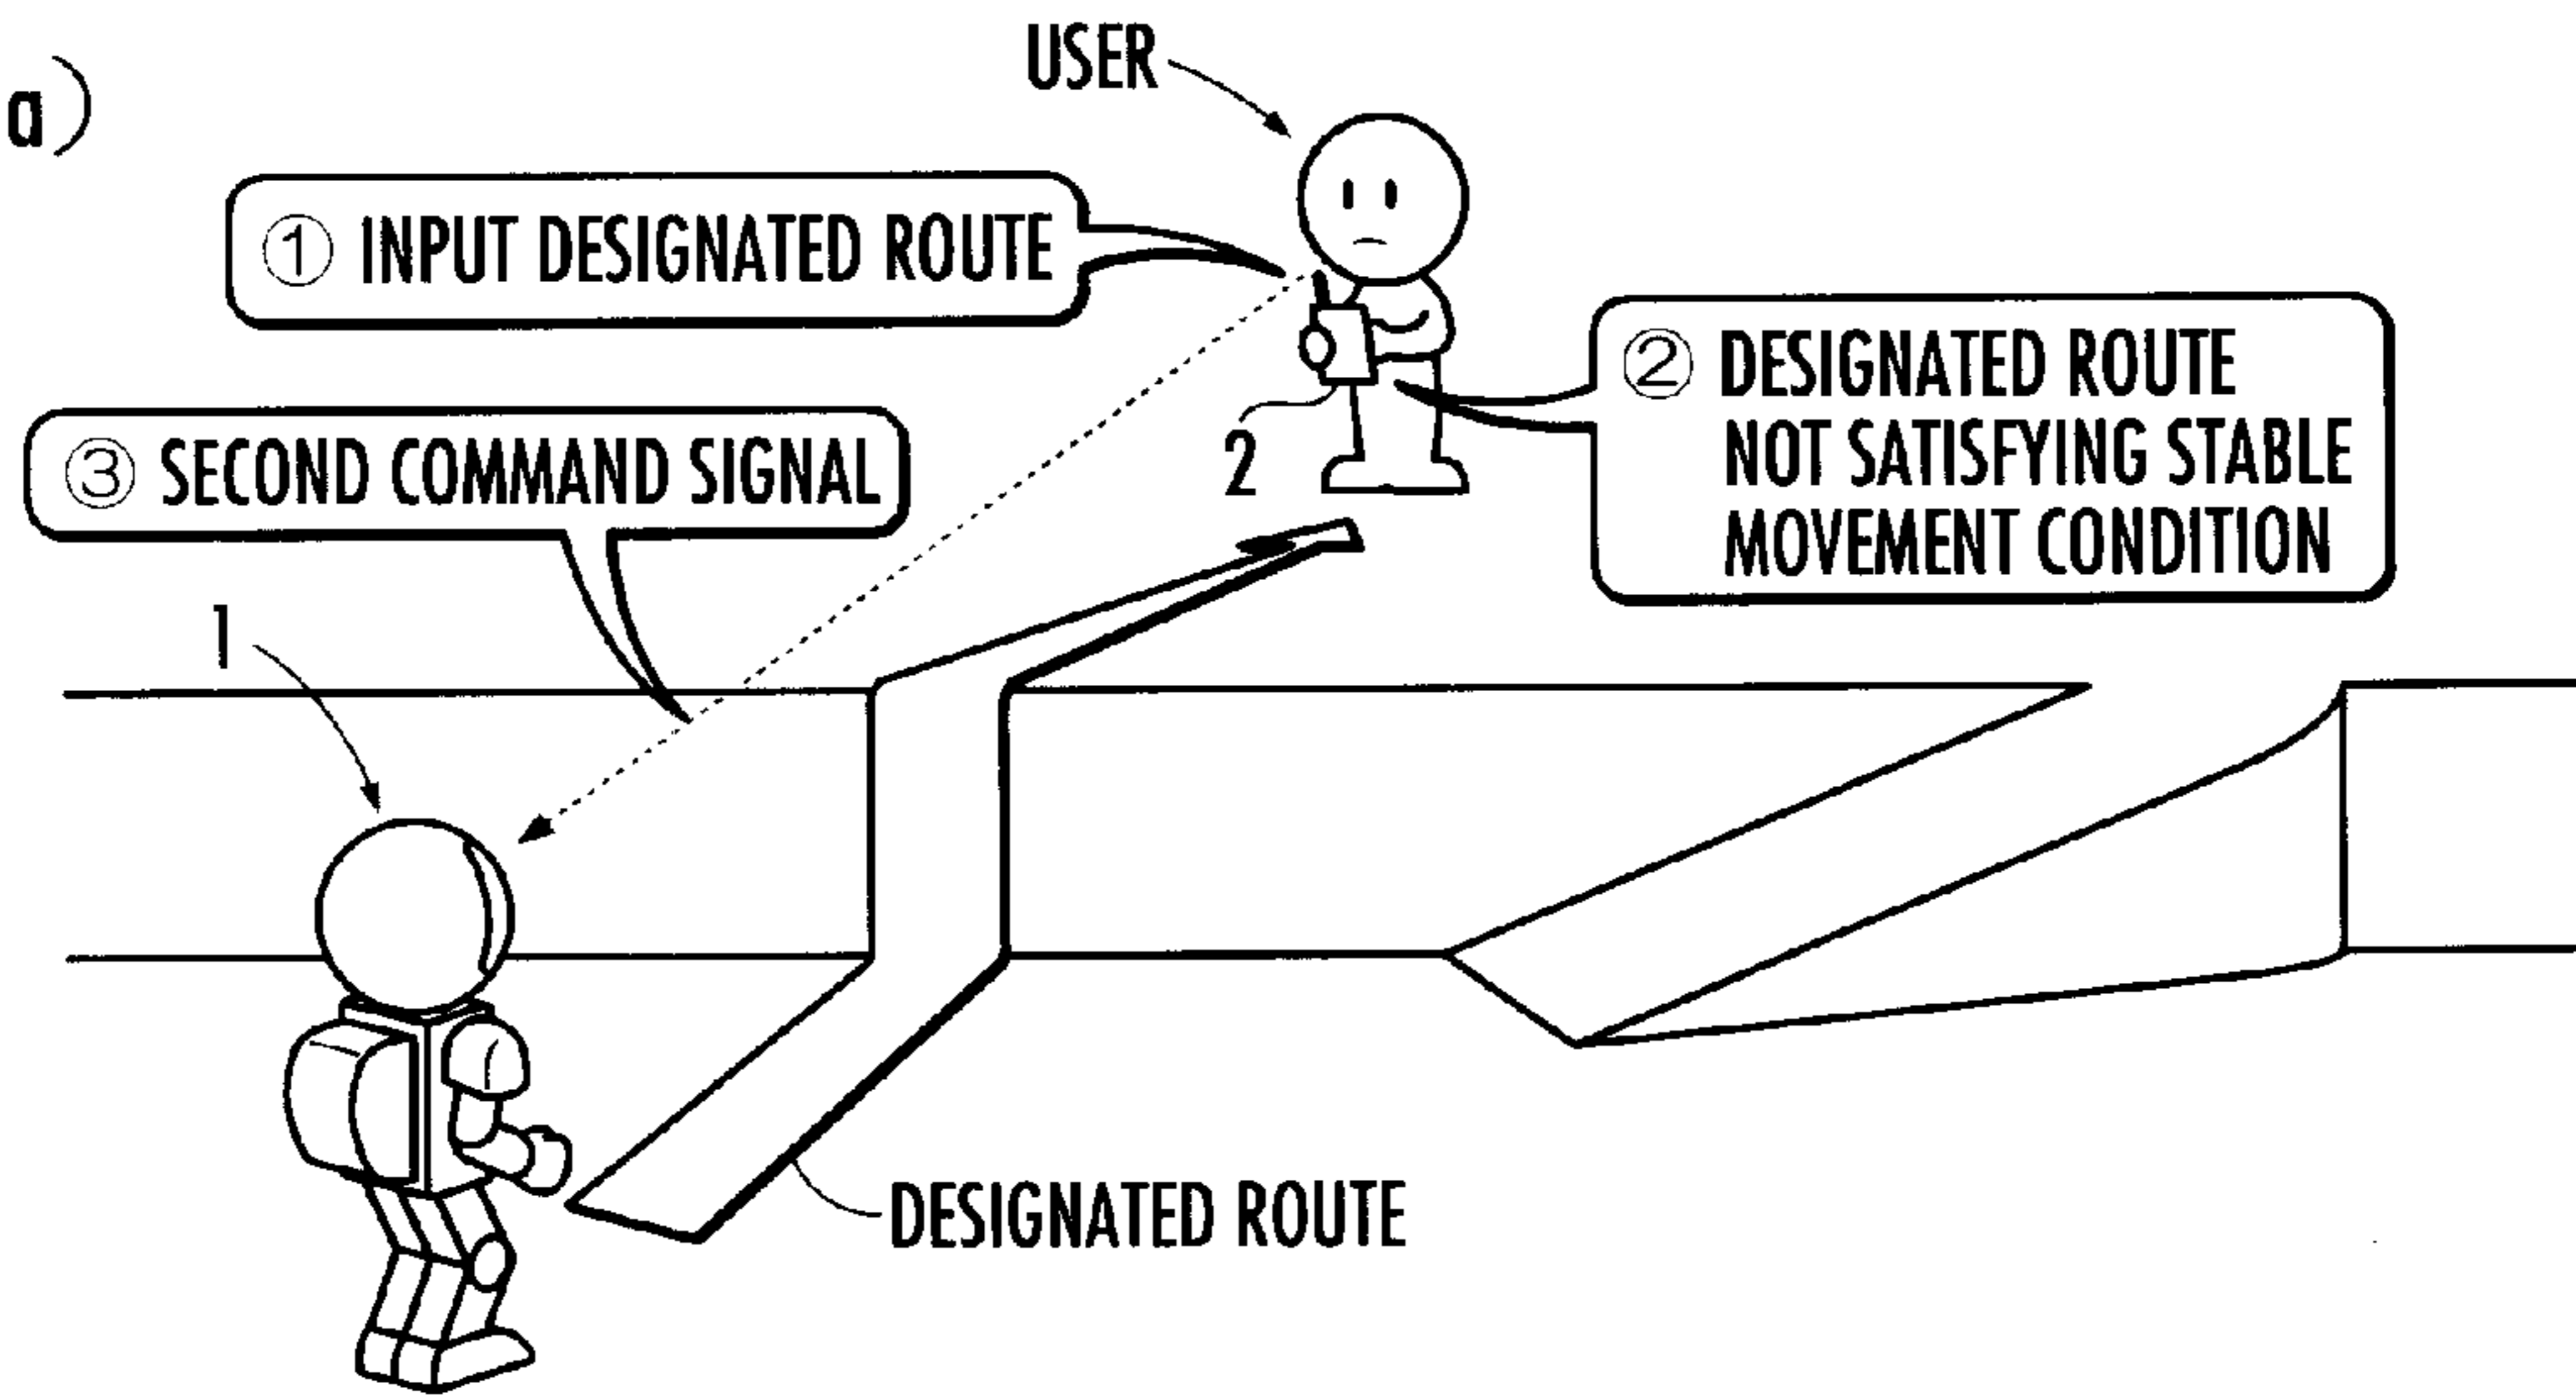 a)
USER
① INPUT DESIGNATED ROUTE
② DESIGNATED ROUTE
NOT SATISFYING STABLE
MOVEMENT CONDITION
2
③ SECOND COMMAND SIGNAL
1
DESIGNATED ROUTE